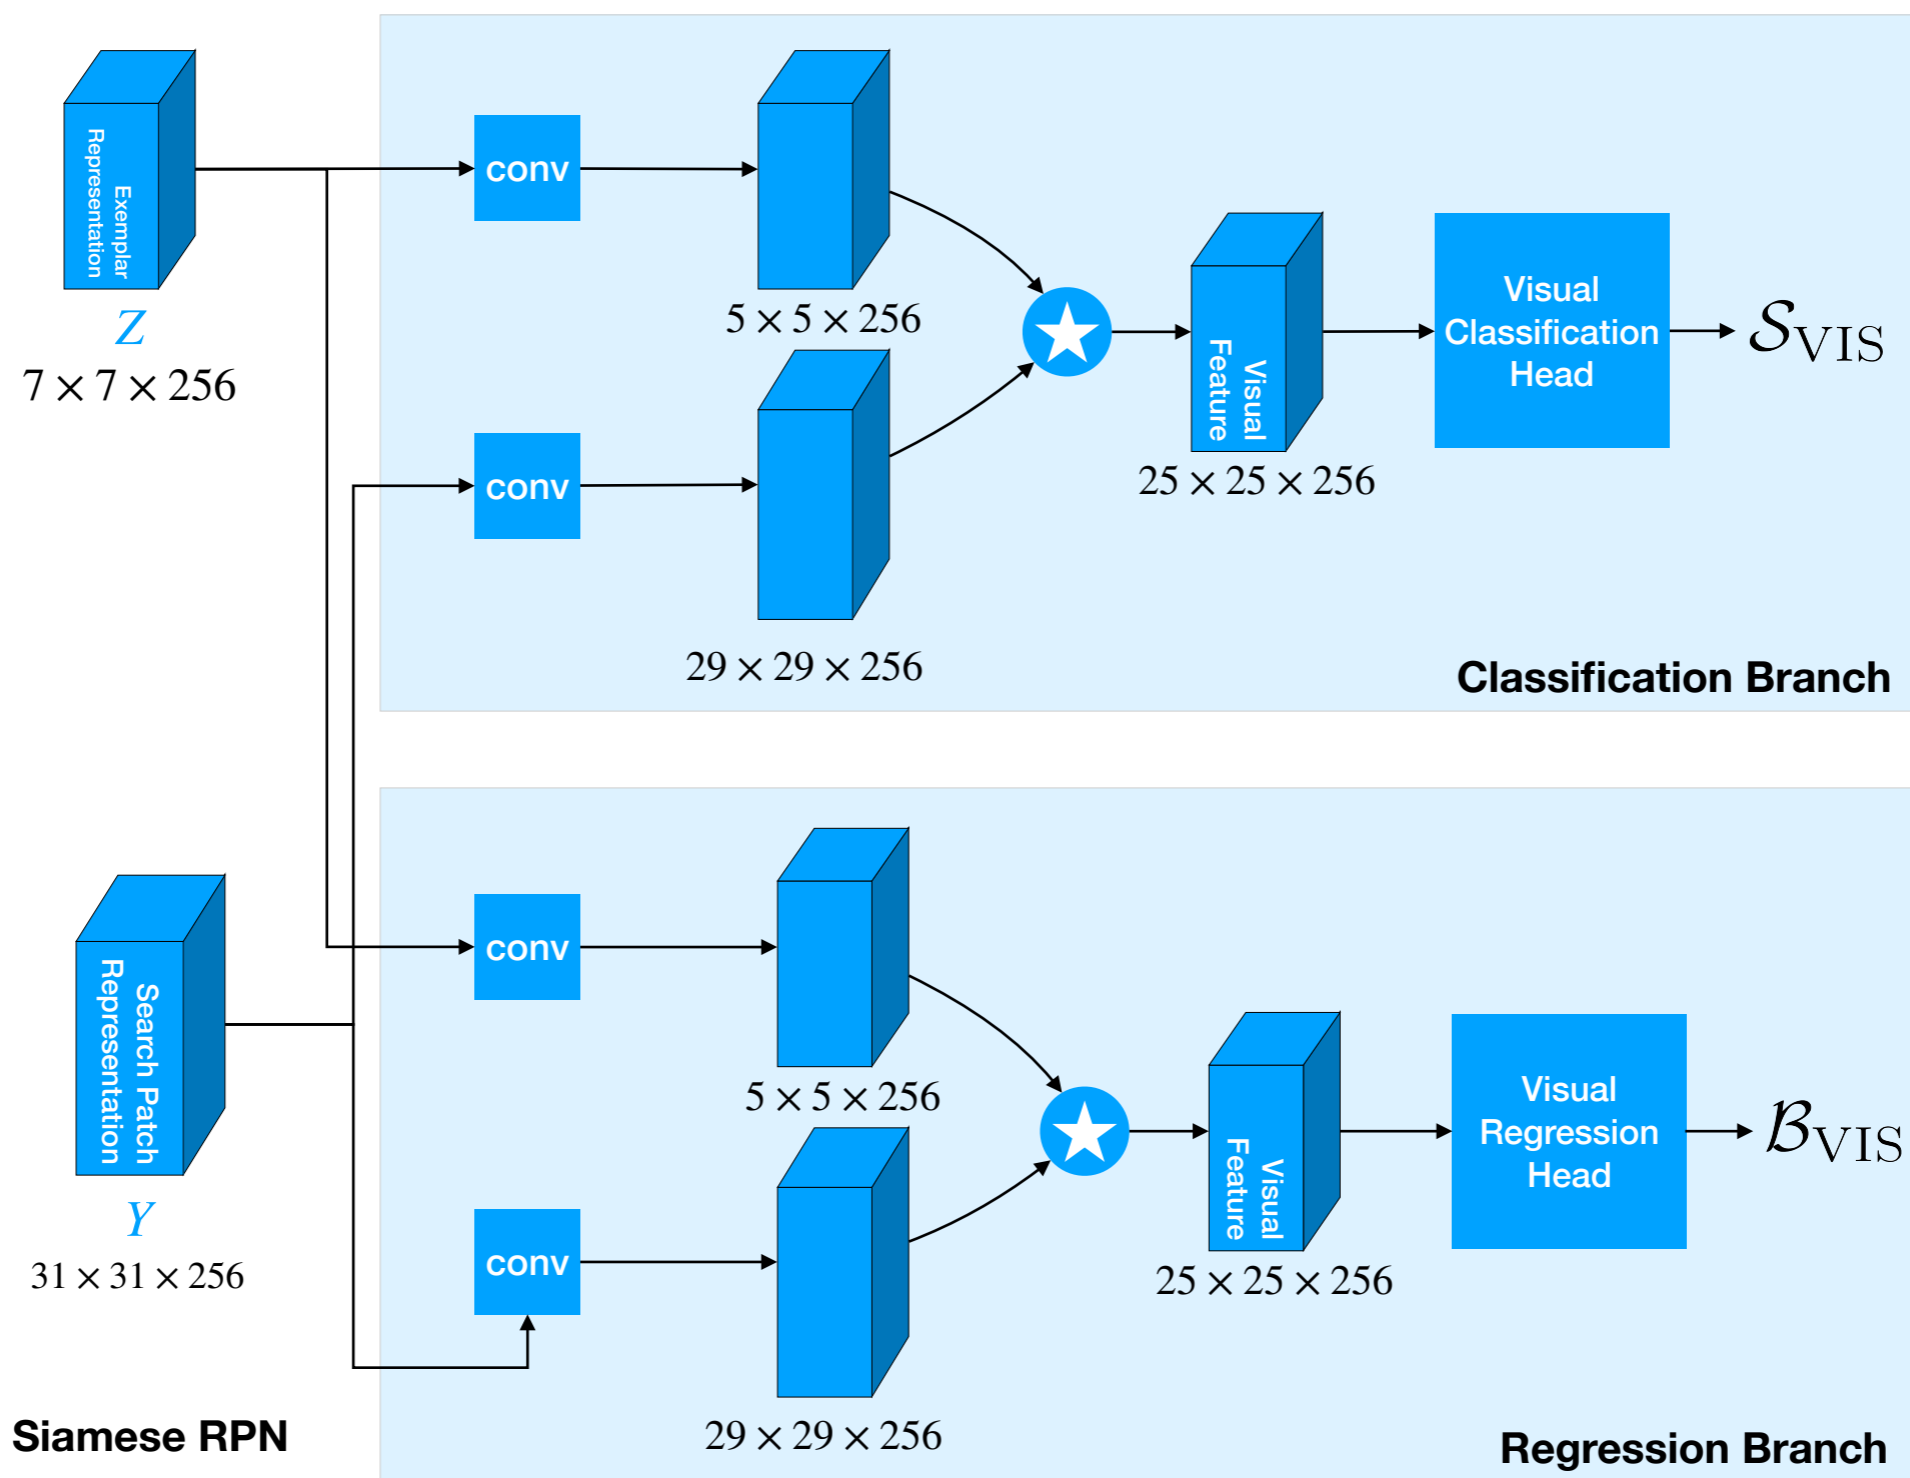 Exemplar
Representation
Z
7 × 7 × 256
conv
5 × 5 × 256
conv
29 × 29 × 256
Visual
Feature
25 × 25 × 256
Visual
Classification
Head
𝒮VIS
Classification Branch
Search Patch
Representation
Y
31 × 31 × 256
conv
5 × 5 × 256
conv
29 × 29 × 256
Visual
Feature
25 × 25 × 256
Visual
Regression
Head
ℬVIS
Siamese RPN
Regression Branch